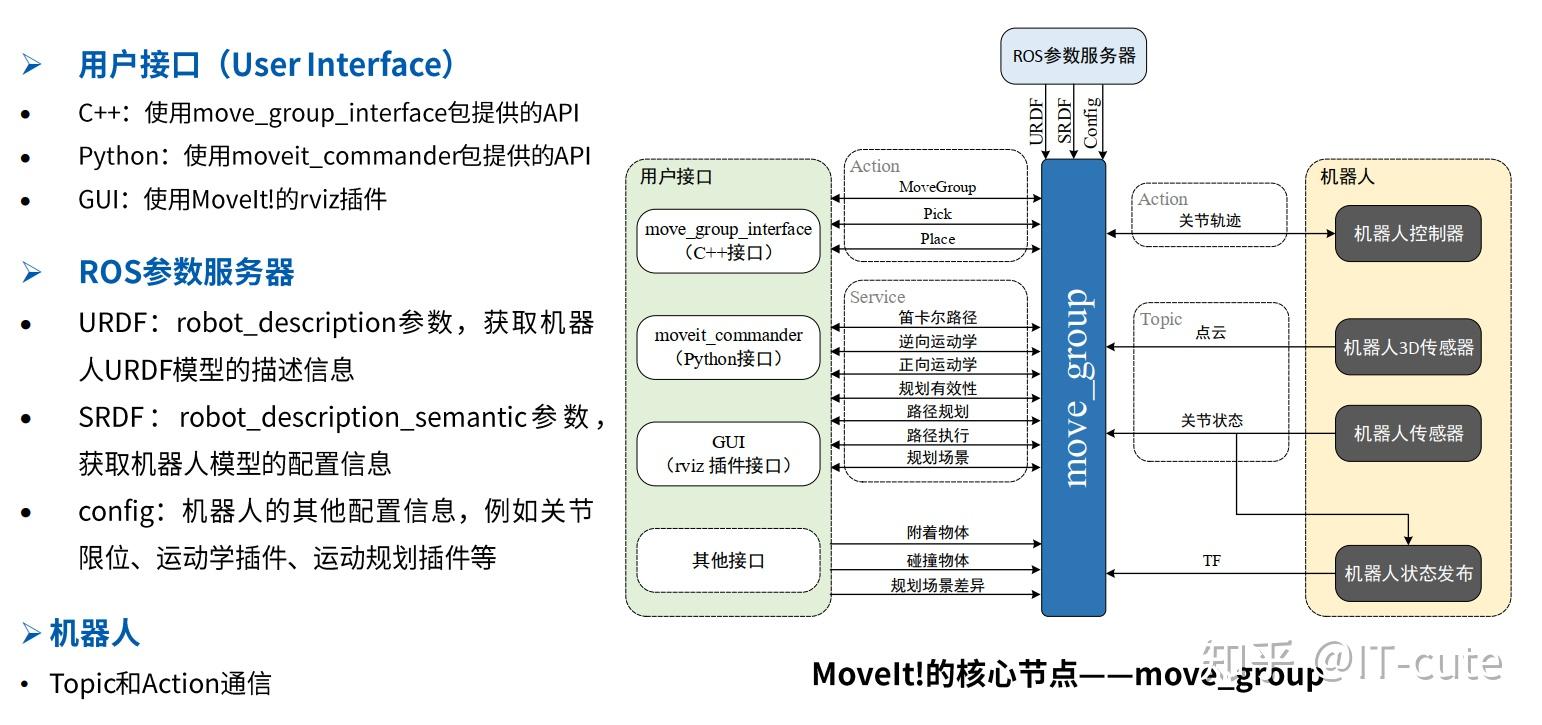 ➢ 用户接口（User Interface）
• C++：使用move_group_interface包提供的API
• Python：使用moveit_commander包提供的API
• GUI：使用MoveIt!的rviz插件
➢ ROS参数服务器
• URDF：robot_description参数，获取机器
人URDF模型的描述信息
• SRDF：robot_description_semantic参数，
获取机器人模型的配置信息
• config：机器人的其他配置信息，例如关节
限位、运动学插件、运动规划插件等
➢ 机器人
• Topic和Action通信
ROS参数服务器
URDF
SRDF
Config
用户接口
move_group_interface
（C++接口）
moveit_commander
（Python接口）
GUI
（rviz 插件接口）
其他接口
Action
MoveGroup
Pick
Place
Service
笛卡尔路径
逆向运动学
正向运动学
规划有效性
路径规划
路径执行
规划场景
附着物体
碰撞物体
规划场景差异
move_group
Action
关节轨迹
Topic
点云
关节状态
TF
机器人
机器人控制器
机器人3D传感器
机器人传感器
机器人状态发布
MoveIt!的核心节点——move_group
知乎 @IT-cute